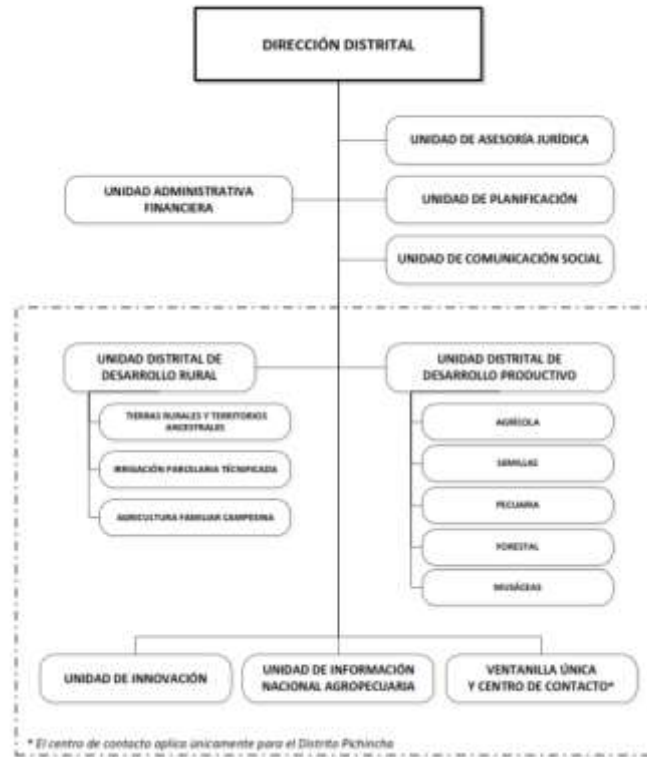 DIRECCIÓN DISTRITAL
UNIDAD DE ASESORÍA JURÍDICA
UNIDAD ADMINISTRATIVA
FINANCIERA
UNIDAD DE PLANIFICACIÓN
UNIDAD DE COMUNICACIÓN SOCIAL
UNIDAD DISTRITAL DE
DESARROLLO RURAL
TIERRAS RURALES Y TERRITORIOS
ANCESTRALES
IRRIGACIÓN PARCELARIA TÉCNIFICADA
AGRICULTURA FAMILIAR CAMPESINA
UNIDAD DISTRITAL DE
DESARROLLO PRODUCTIVO
AGRÍCOLA
SEMILLAS
PECUARIA
FORESTAL
MUSÁCEAS
UNIDAD DE INNOVACIÓN
UNIDAD DE INFORMACIÓN
NACIONAL AGROPECUARIA
VENTANILLA ÚNICA
Y CENTRO DE CONTACTO*
* El centro de contacto aplica únicamente para el Distrito Pichincha